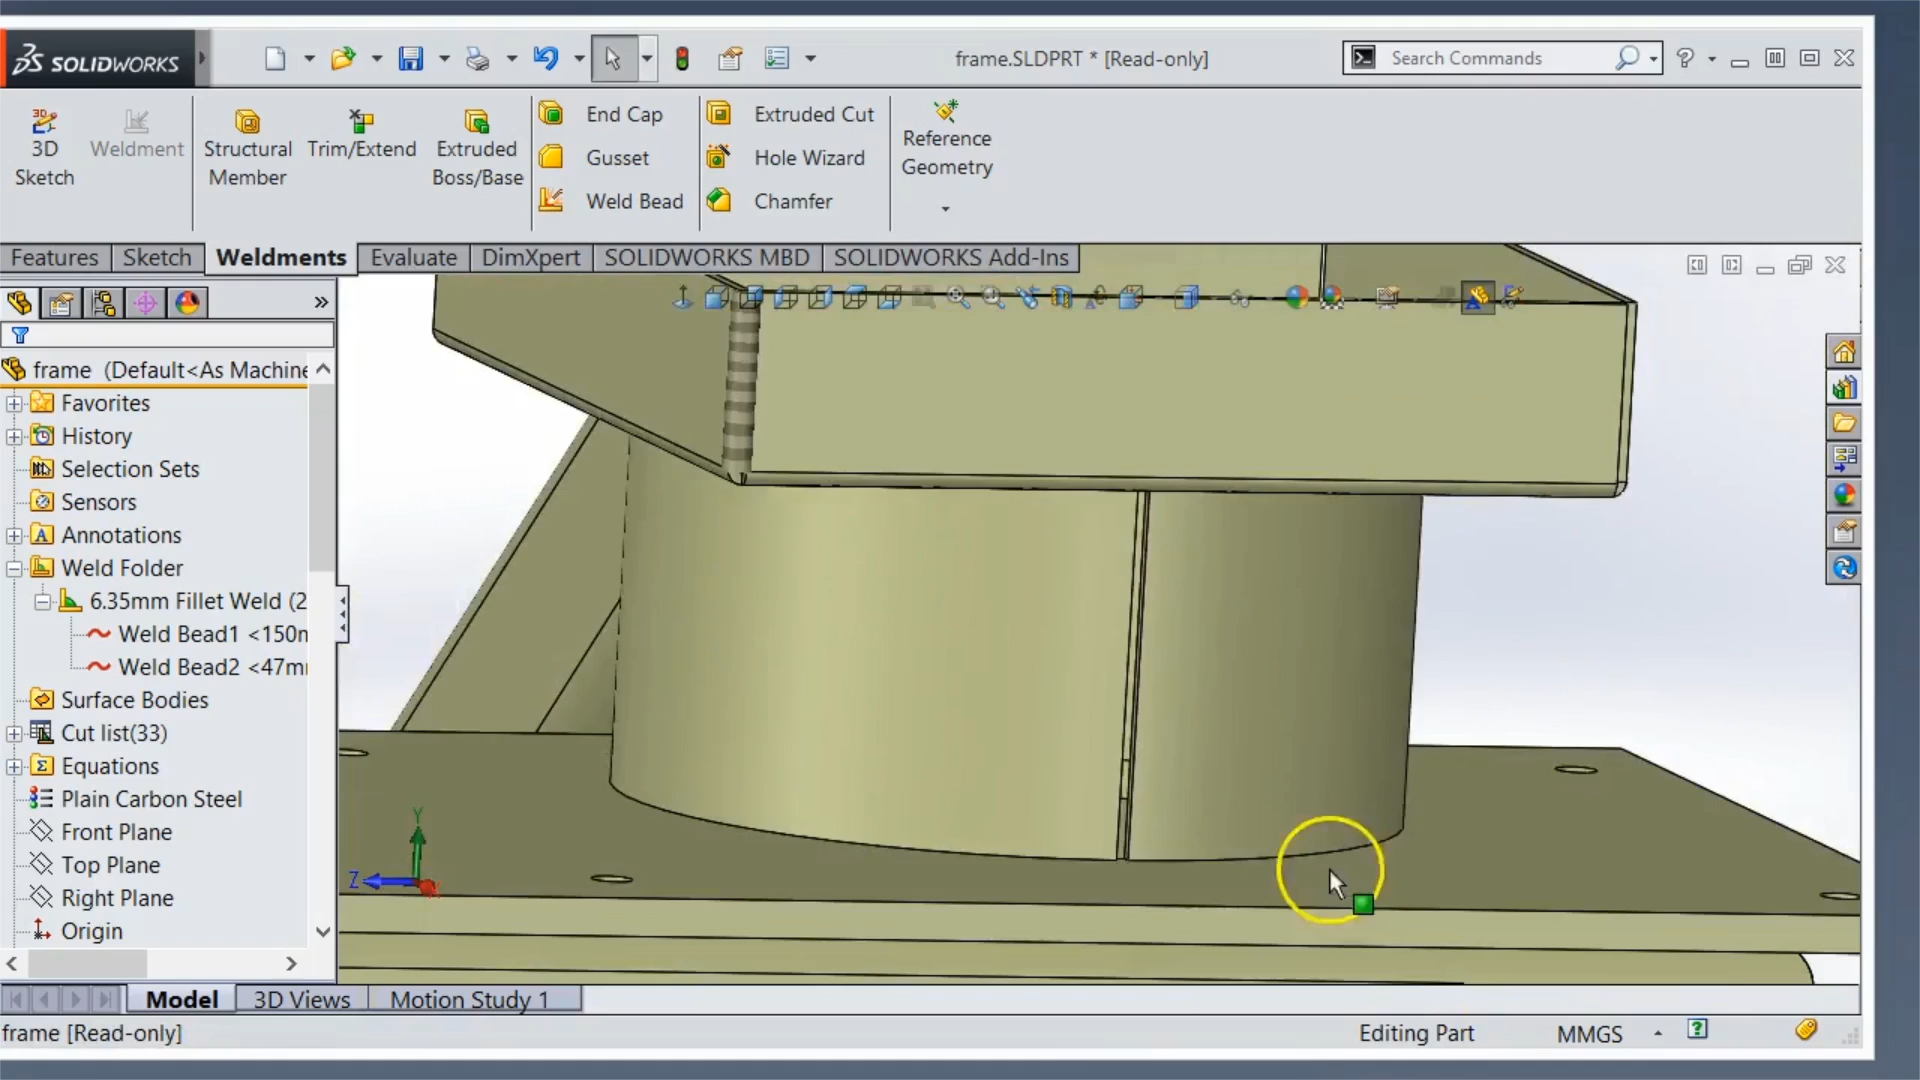 SOLIDWORKS
frame.SLDPRT * [Read-only]
Search Commands
3D
Sketch
Weldment
Structural
Member
Trim/Extend
Extruded
Boss/Base
End Cap
Gusset
Weld Bead
Extruded Cut
Hole Wizard
Chamfer
Reference
Geometry
Features
Sketch
Weldments
Evaluate
DimXpert
SOLIDWORKS MBD
SOLIDWORKS Add-Ins
frame (Default<As Machine
Favorites
History
Selection Sets
Sensors
Annotations
Weld Folder
6.35mm Fillet Weld (2
Weld Bead1 <150m
Weld Bead2 <47m
Surface Bodies
Cut list(33)
Equations
Plain Carbon Steel
Front Plane
Top Plane
Right Plane
Origin
Y
Z
Model
3D Views
Motion Study 1
frame [Read-only]
Editing Part
MMGS